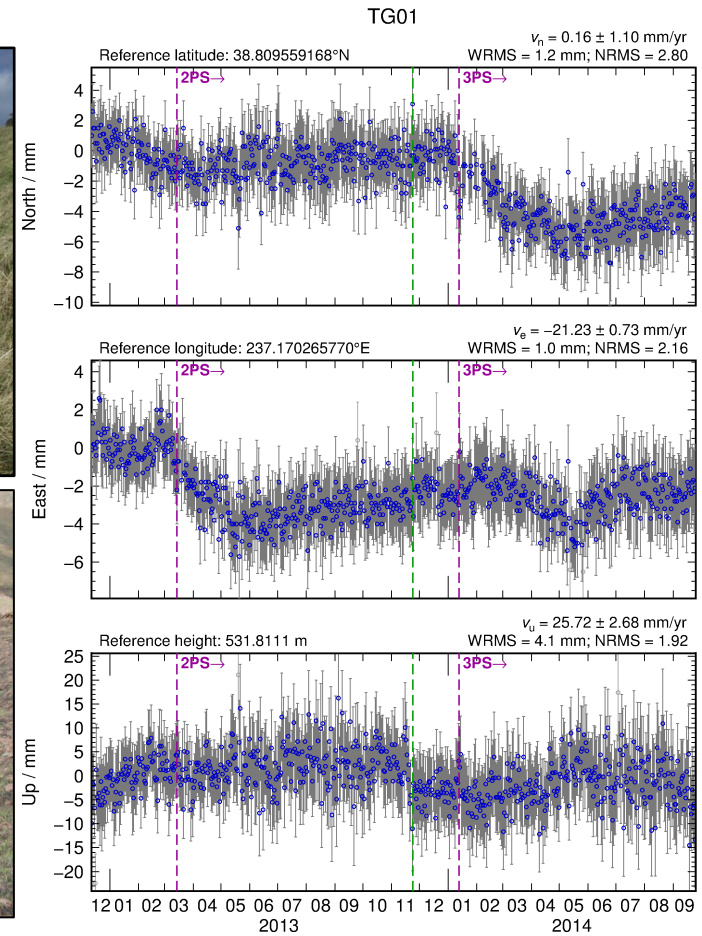 TG01
vn = 0.16 ± 1.10 mm/yr
Reference latitude: 38.809559168°N WRMS = 1.2 mm; NRMS = 2.80
2PS→ 3PS→
4
2
0
−2
−4
−6
−8
−10
North / mm
ve = −21.23 ± 0.73 mm/yr
Reference longitude: 237.170265770°E WRMS = 1.0 mm; NRMS = 2.16
2PS→ 3PS→
4
2
0
−2
−4
−6
East / mm
vu = 25.72 ± 2.68 mm/yr
Reference height: 531.8111 m WRMS = 4.1 mm; NRMS = 1.92
2PS→ 3PS→
25
20
15
10
5
0
−5
−10
−15
−20
Up / mm
12 01 02 03 04 05 06 07 08 09 10 11 12 01 02 03 04 05 06 07 08 09
2013 2014